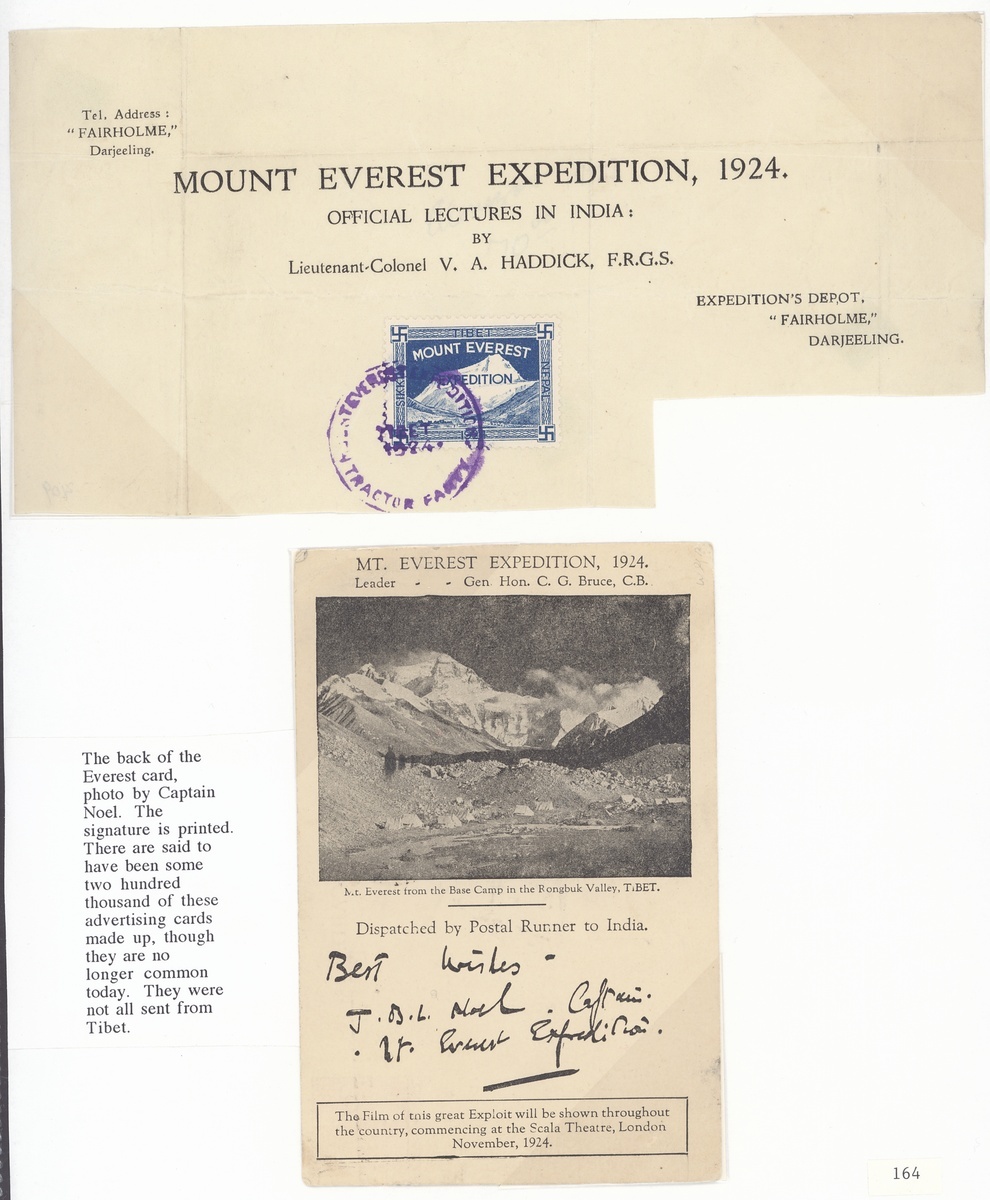 Tel. Address :
" FAIRHOLME,"
Darjeeling.
MOUNT EVEREST EXPEDITION, 1924.
OFFICIAL LECTURES IN INDIA :
BY
Lieutenant-Colonel V. A. HADDICK, F.R.G.S.
EXPEDITION'S DEPOT,
" FAIRHOLME,"
DARJEELING.
TIBET
MOUNT EVEREST
EXPEDITION
SIKKIM
NEPAL
MT. EVEREST EXPEDITION, 1924.
Leader - - Gen. Hon. C. G. Bruce, C.B.
Mt. Everest from the Base Camp in the Rongbuk Valley, TIBET.
Dispatched by Postal Runner to India.
Best wishes -
J.B.L. Noel . Captain.
. Mt. Everest Expedition.
The Film of this great Exploit will be shown throughout
the country, commencing at the Scala Theatre, London
November, 1924.
The back of the
Everest card,
photo by Captain
Noel. The
signature is printed.
There are said to
have been some
two hundred
thousand of these
advertising cards
made up, though
they are no
longer common
today. They were
not all sent from
Tibet.
164